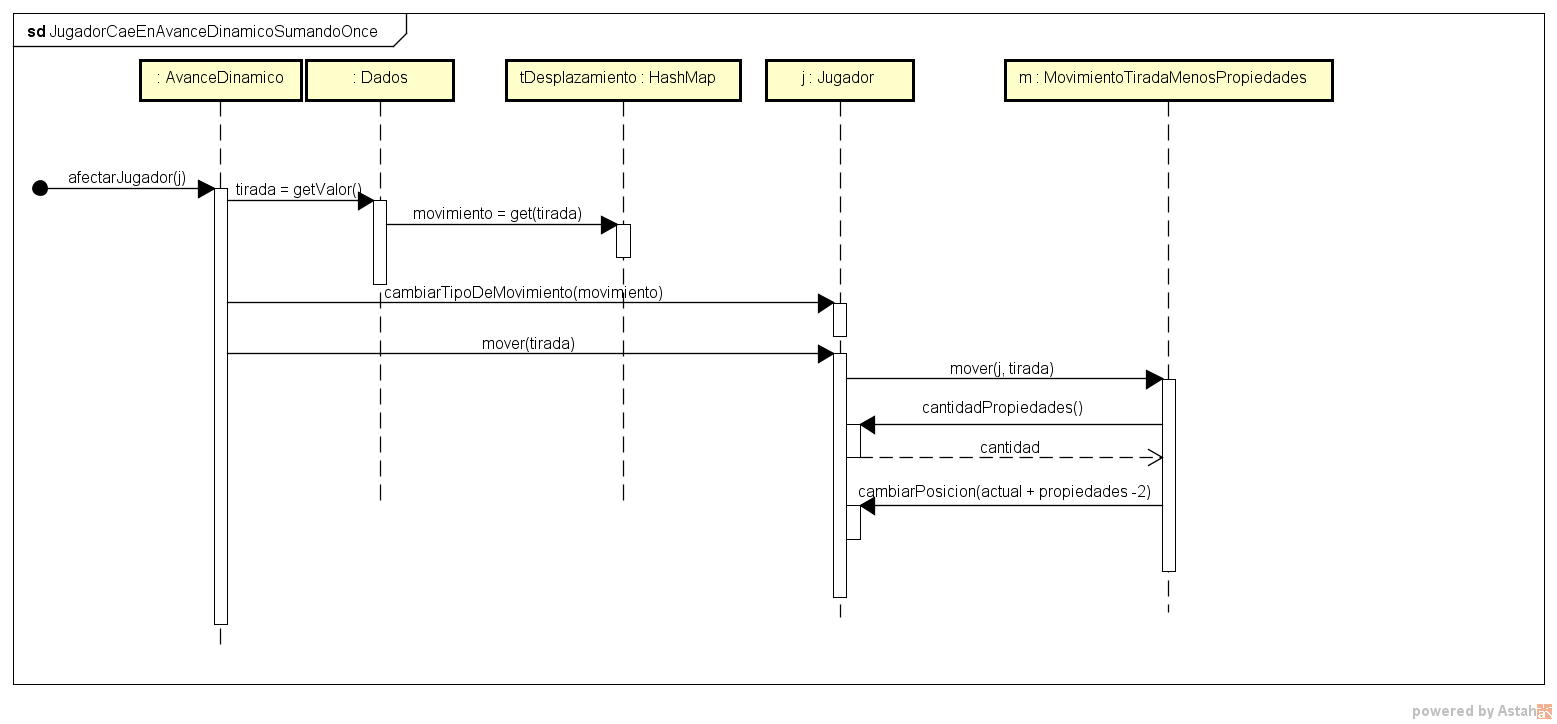 sd JugadorCaeEnAvanceDinamicoSumandoOnce
: AvanceDinamico
: Dados
tDesplazamiento : HashMap
j : Jugador
m : MovimientoTiradaMenosPropiedades
afectarJugador(j)
tirada = getValor()
movimiento = get(tirada)
cambiarTipoDeMovimiento(movimiento)
mover(tirada)
mover(j, tirada)
cantidadPropiedades()
cantidad
cambiarPosicion(actual + propiedades -2)
powered by Astah